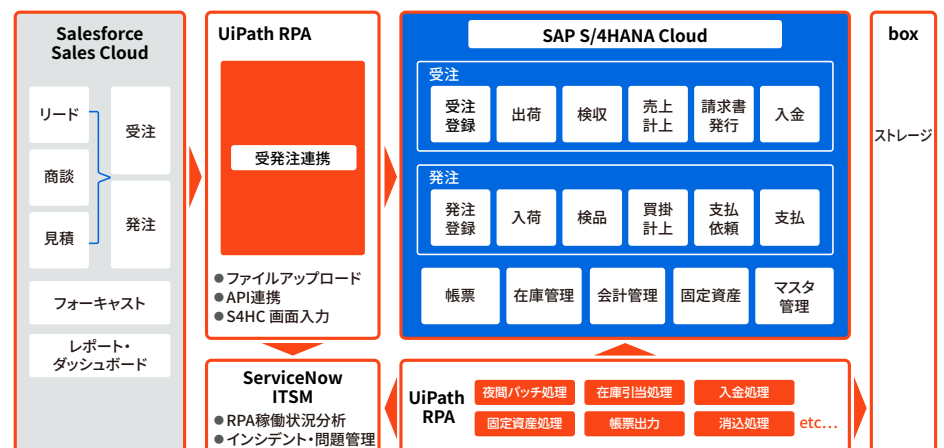 Salesforce
Sales Cloud
リード
商談
見積
受注
発注
フォーキャスト
レポート・
ダッシュボード
UiPath RPA
受発注連携
●ファイルアップロード
●API連携
●S4HC 画面入力
SAP S/4HANA Cloud
受注
受注
登録
出荷
検収
売上
計上
請求書
発行
入金
発注
発注
登録
入荷
検品
買掛
計上
支払
依頼
支払
帳票
在庫管理
会計管理
固定資産
マスタ
管理
box
ストレージ
ServiceNow
ITSM
●RPA稼働状況分析
●インシデント・問題管理
UiPath
RPA
夜間バッチ処理
在庫引当処理
入金処理
固定資産処理
帳票出力
消込処理
etc...